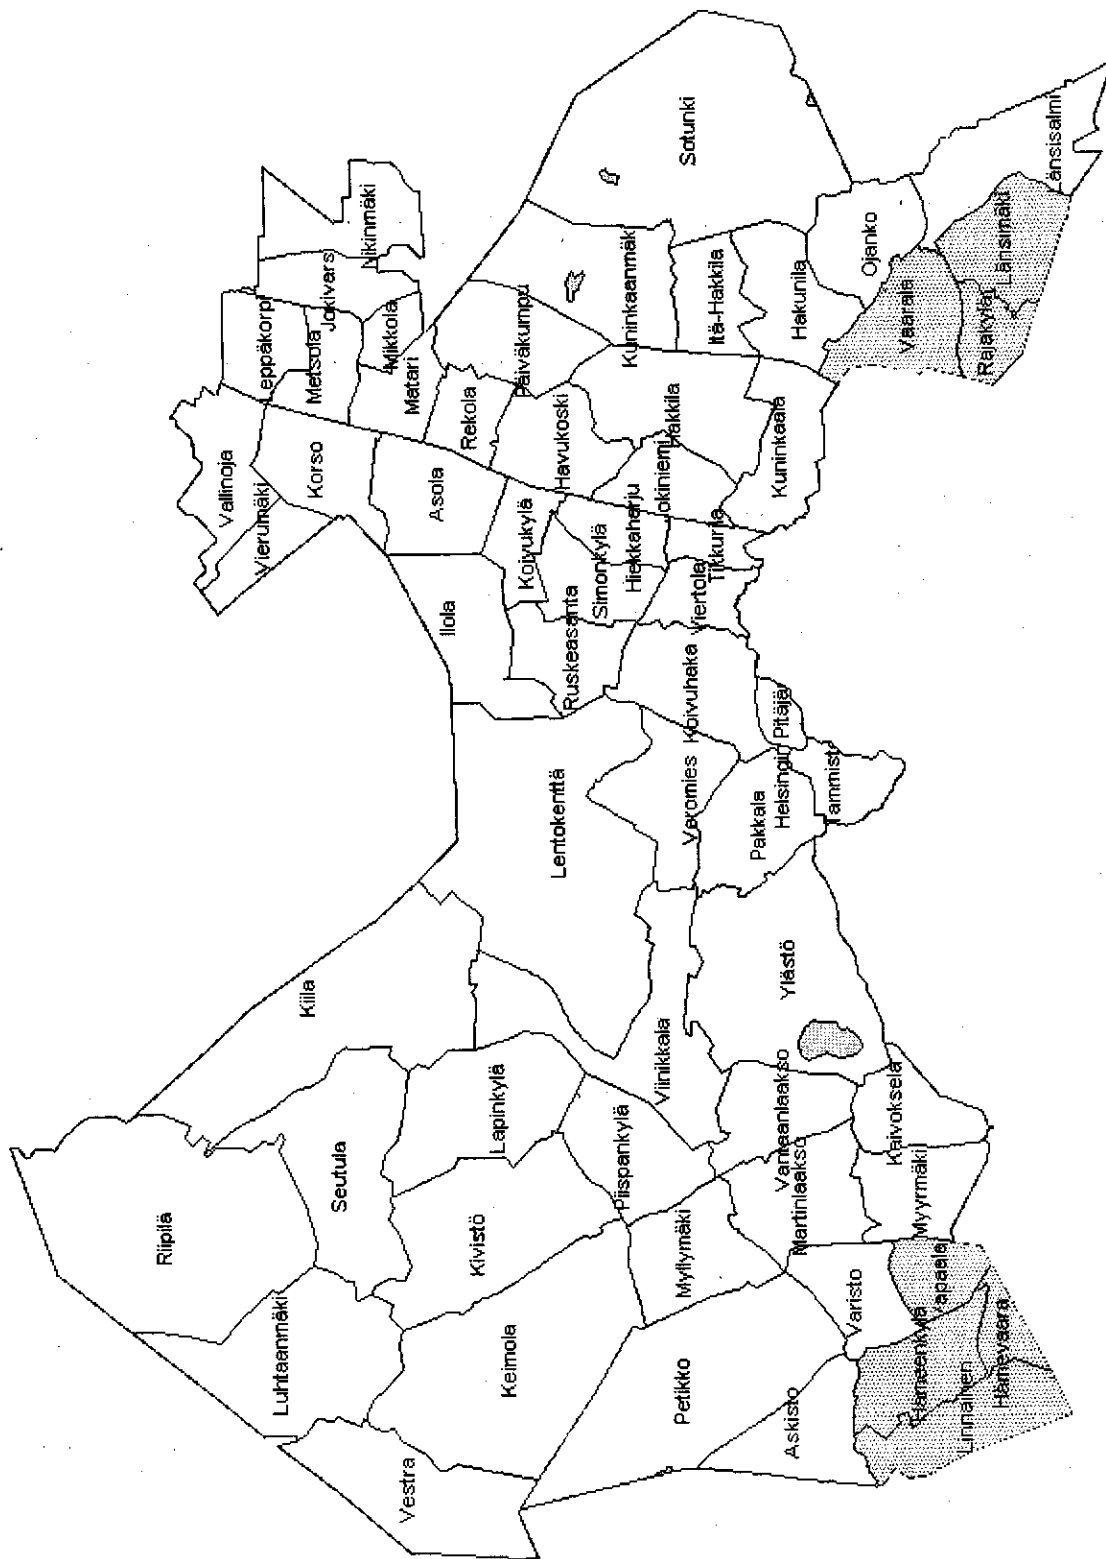 Riipilä
Luhtaanmäki
Seutula
Kiila
Vestra
Keimola
Kivistö
Lapinkylä
Lentokenttä
Petikko
Myllymäki
Piispankylä
Viinikkala
Veromies
Koivuhaka
Askisto
Varisto
Martinlaakso
Vantaanlaakso
Ylästö
Pakkala
Helsingin
Pitäjä
Tammisto
Linnainen
Hämeenkylä
Hämevaara
Vapaala
Myyrmäki
Kaivoksela
Vierumäki
Vallinoja
Korso
Leppäkorpi
Metsola
Jokivars
Nikinmäki
Mikkola
Matari
Asola
Ilola
Rekola
Päiväkumpu
Koivukylä
Havukoski
Ruskeasanta
Simonkylä
Hiekkaharju
Jokiniemi
Hakkila
Kuninkaanmäki
Sotunki
Viertola
Tikkurila
Kuninkaala
Itä-Hakkila
Hakunila
Ojanko
Vaarala
Rajakylä
Länsimäki
Länsisalmi